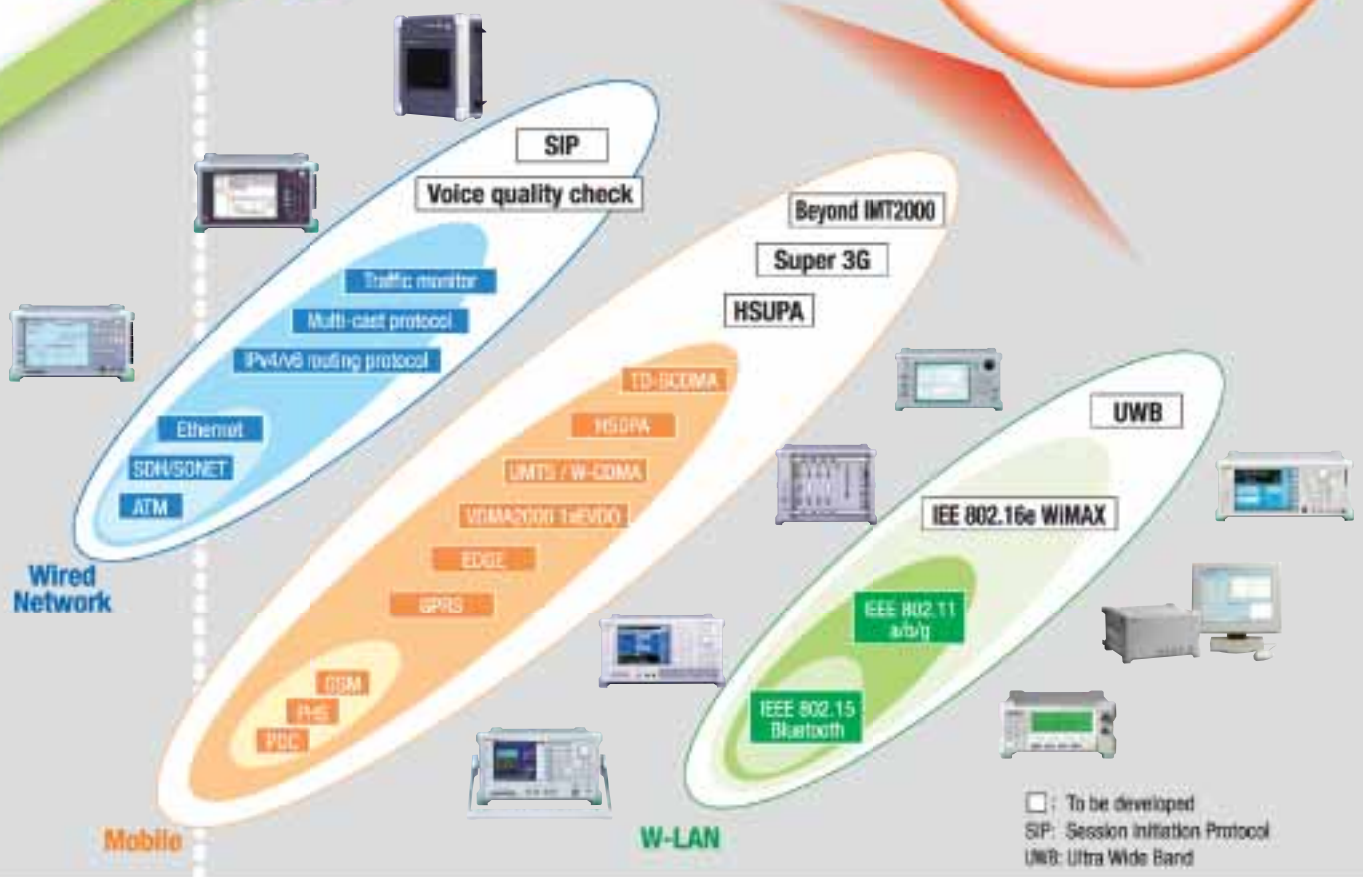 SIP
Voice quality check
Traffic monitor
Multi-cast protocol
IPv4/v6 routing protocol
Ethernet
SDH/SONET
ATM
Wired
Network
Beyond IMT2000
Super 3G
HSUPA
TD-SCDMA
HSDPA
UMTS / W-CDMA
VDMA2000 1xEVDO
EDGE
GPRS
GSM
PHS
PDC
Mobile
UWB
IEE 802.16e WiMAX
IEEE 802.11
a/b/g
IEEE 802.15
Bluetooth
W-LAN
: To be developed
SIP: Session Initiation Protocol
UWB: Ultra Wide Band